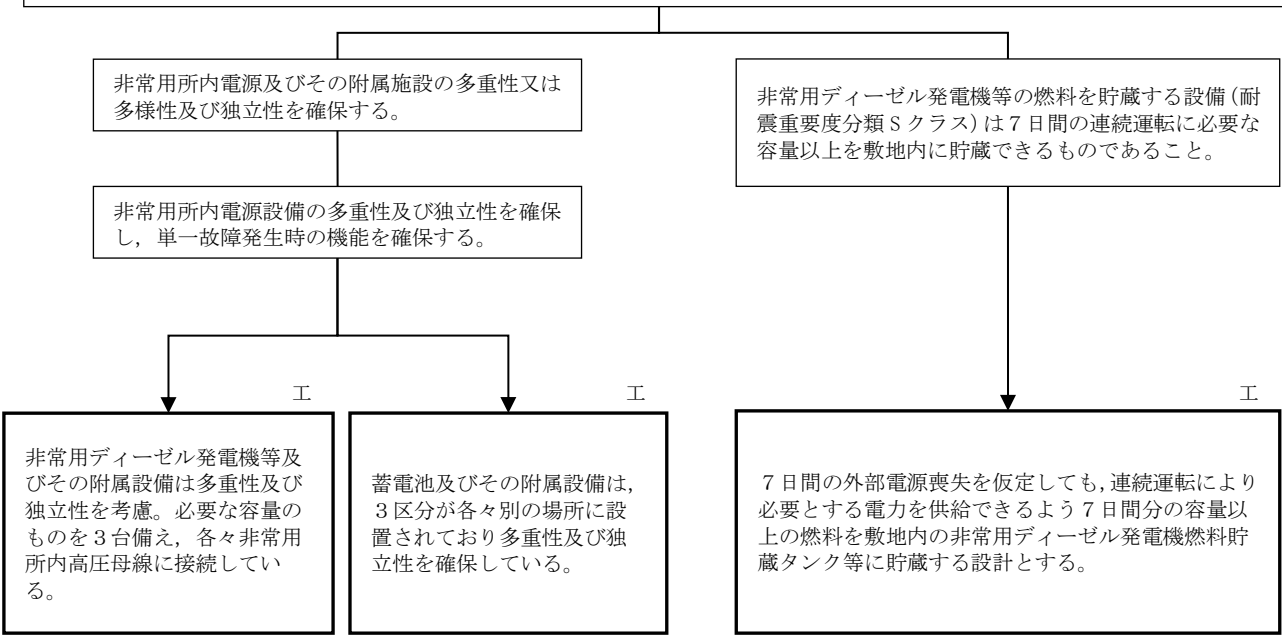 非常用所内電源及びその附属施設の多重性又は
多様性及び独立性を確保する。
非常用ディーゼル発電機等の燃料を貯蔵する設備(耐
震重要度分類Sクラス)は7日間の連続運転に必要な
容量以上を敷地内に貯蔵できるものであること。
非常用所内電源設備の多重性及び独立性を確保
し，単一故障発生時の機能を確保する。
工
工
工
非常用ディーゼル発電機等及
びその附属設備は多重性及び
独立性を考慮。必要な容量の
ものを３台備え，各々非常用
所内高圧母線に接続してい
る。
蓄電池及びその附属設備は，
３区分が各々別の場所に設
置されており多重性及び独
立性を確保している。
７日間の外部電源喪失を仮定しても，連続運転により
必要とする電力を供給できるよう７日間分の容量以
上の燃料を敷地内の非常用ディーゼル発電機燃料貯
蔵タンク等に貯蔵する設計とする。